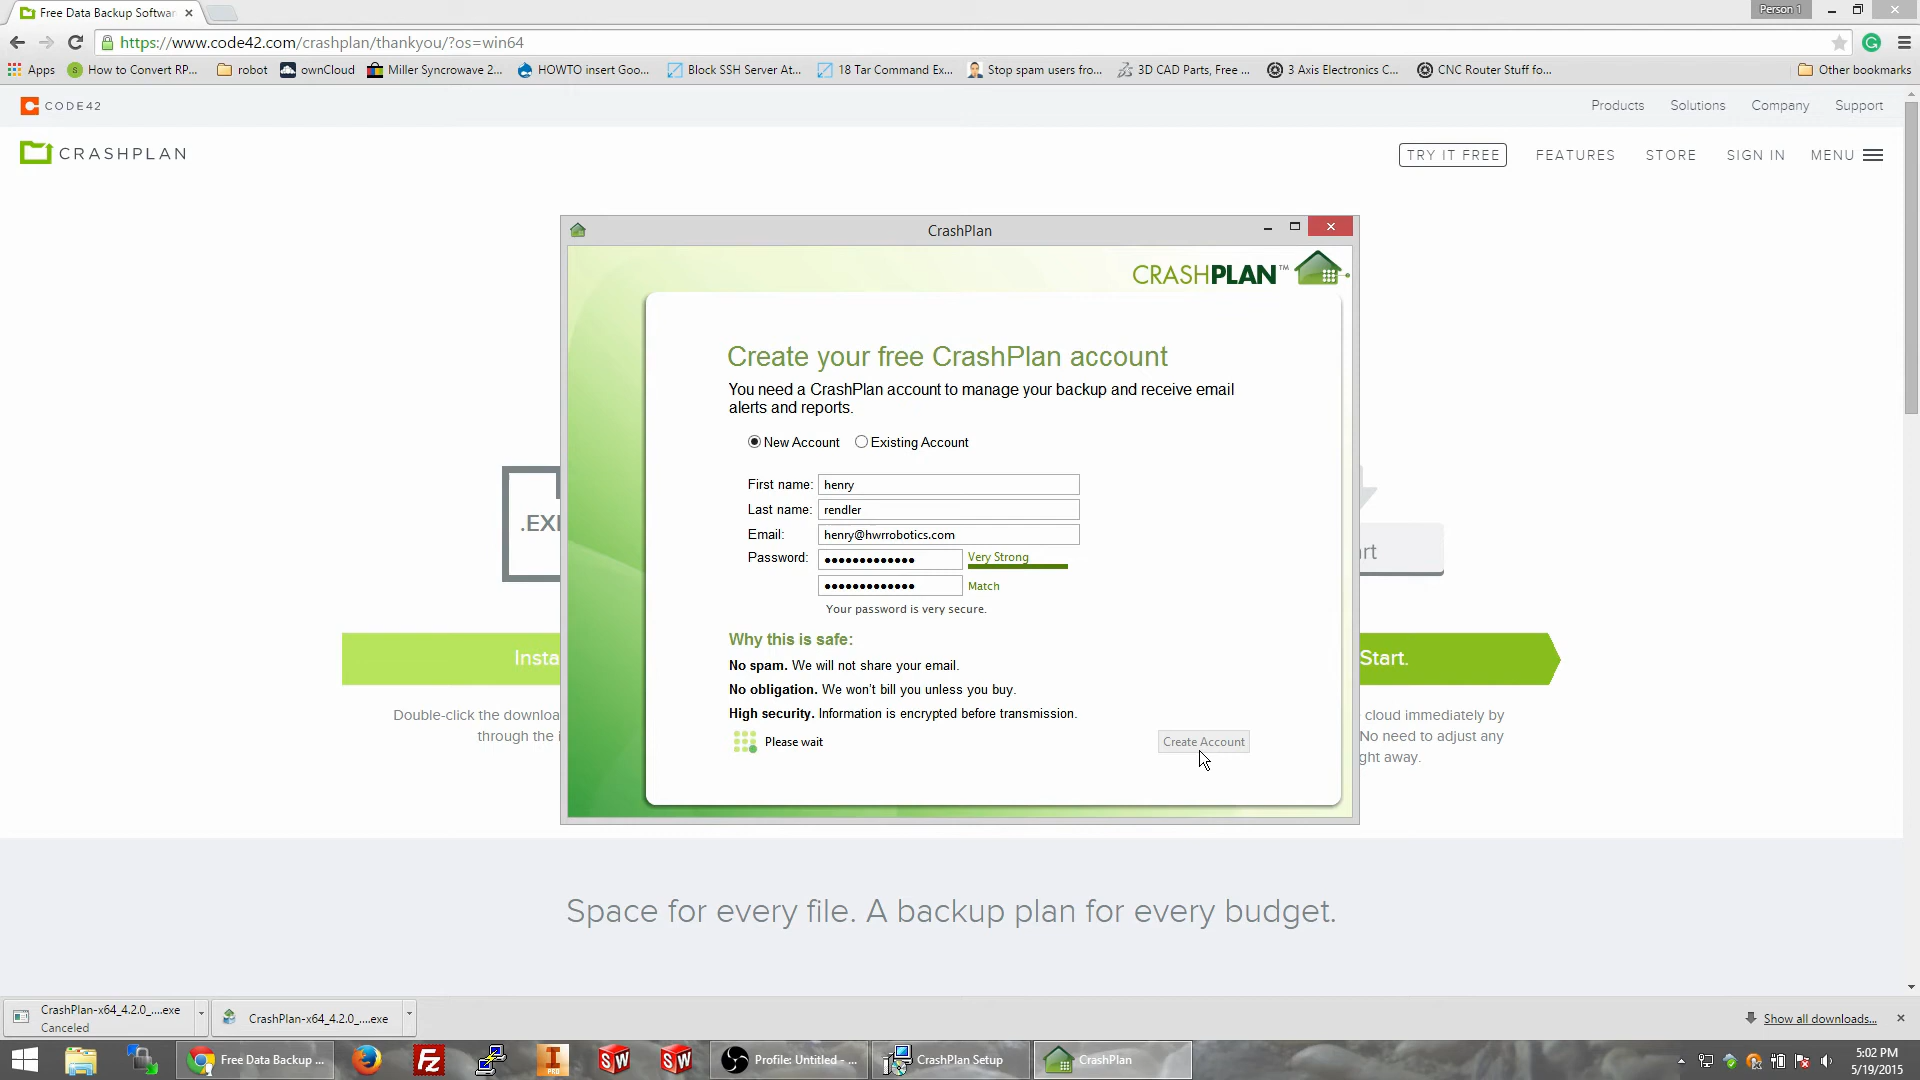 Free Data Backup Softwar
Person 1
https://www.code42.com/crashplan/thankyou/?os=win64
Apps
How to Convert RP...
robot
ownCloud
Miller Syncrowave 2...
HOWTO insert Goo...
Block SSH Server At...
18 Tar Command Ex...
Stop spam users fro...
3D CAD Parts, Free ...
3 Axis Electronics C...
CNC Router Stuff fo...
Other bookmarks
CODE42
Products
Solutions
Company
Support
CRASHPLAN
TRY IT FREE
FEATURES
STORE
SIGN IN
MENU
CrashPlan
CRASHPLAN™
Create your free CrashPlan account
You need a CrashPlan account to manage your backup and receive email
alerts and reports.
New Account
Existing Account
First name: henry
Last name: rendler
Email: henry@hwrrobotics.com
Password: ●●●●●●●●●●●●● Very Strong
●●●●●●●●●●●●● Match
Your password is very secure.
Why this is safe:
No spam. We will not share your email.
No obligation. We won't bill you unless you buy.
High security. Information is encrypted before transmission.
Please wait
Create Account
.EXE
art
Insta
Start.
Double-click the downloa
through the i
cloud immediately by
No need to adjust any
ght away.
Space for every file. A backup plan for every budget.
CrashPlan-x64_4.2.0_....exe
Canceled
CrashPlan-x64_4.2.0_....exe
Show all downloads...
Free Data Backup ...
Fz
PRO
SW
SW
Profile: Untitled - ...
CrashPlan Setup
CrashPlan
5:02 PM
5/19/2015